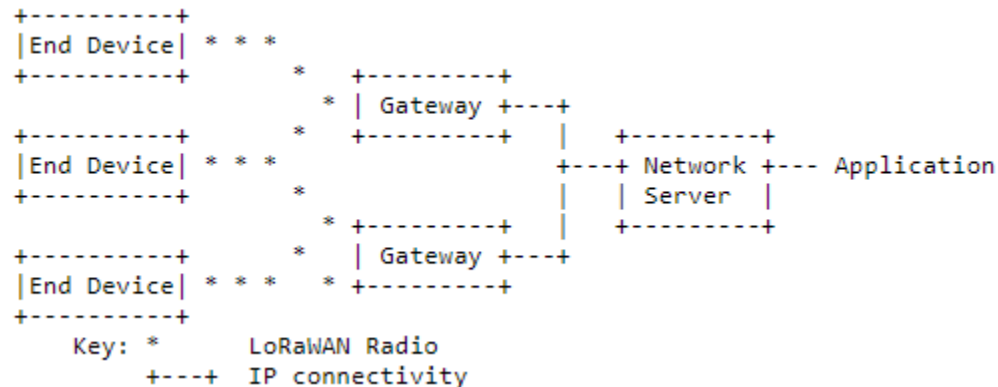 +----------+
|End Device| * * *
+----------+       *   +---------+
                     * | Gateway +---+
+----------+       *   +---------+   |   +---------+
|End Device| * * *                   +---+ Network +--- Application
+----------+       *                 |   | Server  |
                     * +---------+   |   +---------+
+----------+       *   | Gateway +---+
|End Device| * * *   * +---------+
+----------+
    Key: *      LoRaWAN Radio
         +---+  IP connectivity